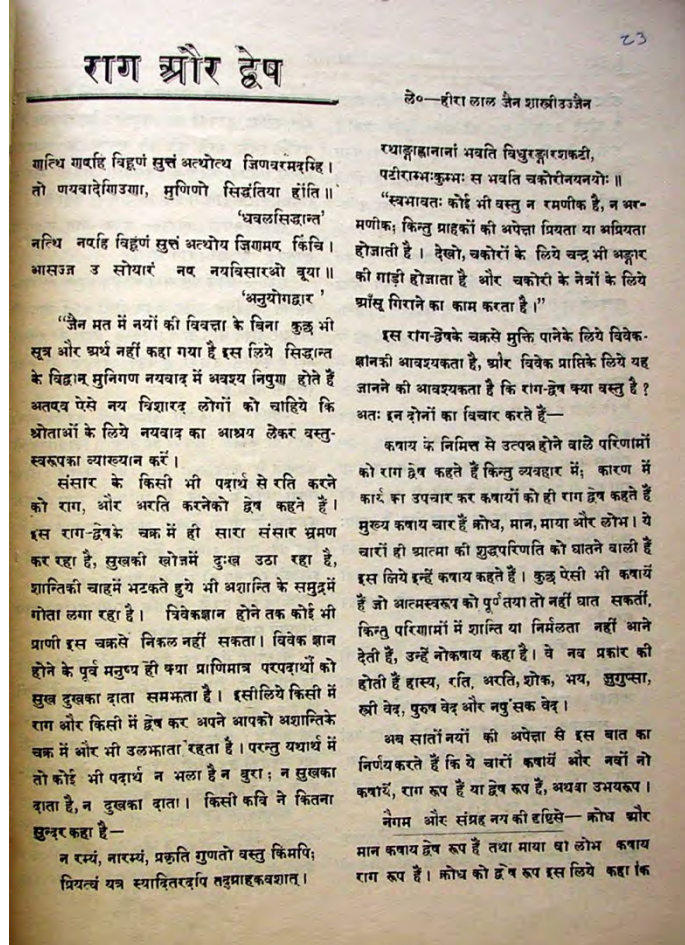 २३
राग और द्वेष
ले०—हीरा लाल जैन शास्त्री उज्जैन
णत्थि णएहि विहूणं सुत्तं अत्थोत्थ जिणवरमदम्हि ।
तो णयवादेणिउणा, मुणिणो सिद्धंतिया होंति ॥
'धवलसिद्धान्त'
नत्थि नएहि विहूणं सुत्तं अत्थोय जिणमए किंचि ।
आसज्ज उ सोयारं नए नयविसारओ बूया ॥
'अनुयोगद्वार '
"जैन मत में नयों की विवक्षा के बिना कुछ भी
सूत्र और अर्थ नहीं कहा गया है इस लिये सिद्धान्त
के विद्वान् मुनिगण नयवाद में अवश्य निपुण होते हैं
अतएव ऐसे नय विशारद लोगों को चाहिये कि
श्रोताओं के लिये नयवाद का आश्रय लेकर वस्तु-
स्वरूपका व्याख्यान करें ।
संसार के किसी भी पदार्थ से रति करने
को राग, और अरति करनेको द्वेष कहते हैं ।
इस राग-द्वेषके चक्र में ही सारा संसार भ्रमण
कर रहा है, सुखकी खोजमें दुःख उठा रहा है,
शान्तिकी चाहमें भटकते हुये भी अशान्ति के समुद्रमें
गोता लगा रहा है । विवेकज्ञान होने तक कोई भी
प्राणी इस चक्रसे निकल नहीं सकता । विवेक ज्ञान
होने के पूर्व मनुष्य ही क्या प्राणिमात्र परपदार्थों को
सुख दुखका दाता समझता है । इसीलिये किसी में
राग और किसी में द्वेष कर अपने आपको अशान्तिके
चक्र में और भी उलझाता रहता है । परन्तु यथार्थ में
तो कोई भी पदार्थ न भला है न बुरा ; न सुखका
दाता है, न दुखका दाता । किसी कवि ने कितना
सुन्दर कहा है—
न रम्यं, नारम्यं, प्रकृति गुणतो वस्तु किमपि;
प्रियत्वं यत्र स्यादितरदपि तद्ग्राहकवशात् ।
रथाङ्गाह्वानानां भवति विधुरङ्गारशकटी,
पटीराम्भःकुम्भः स भवति चकोरीनयनयोः ॥
"स्वभावतः कोई भी वस्तु न रमणीक है, न अर-
मणीक; किन्तु ग्राहकों की अपेक्षा प्रियता या अप्रियता
होजाती है । देखो, चकोरों के लिये चन्द्र भी अङ्गार
की गाड़ी होजाता है और चकोरी के नेत्रों के लिये
आँसू गिराने का काम करता है ।"
इस राग-द्वेषके चक्रसे मुक्ति पानेके लिये विवेक-
ज्ञानकी आवश्यकता है, और विवेक प्राप्तिके लिये यह
जानने की आवश्यकता है कि राग-द्वेष क्या वस्तु है ?
अतः इन दोनों का विचार करते हैं—
कषाय के निमित्त से उत्पन्न होने वाले परिणामों
को राग द्वेष कहते हैं किन्तु व्यवहार में; कारण में
कार्य का उपचार कर कषायों को ही राग द्वेष कहते हैं
मुख्य कषाय चार हैं क्रोध, मान, माया और लोभ । ये
चारों ही आत्मा की शुद्धपरिणति को घातने वाली हैं
इस लिये इन्हें कषाय कहते हैं । कुछ ऐसी भी कषायें
हैं जो आत्मस्वरूप को पूर्णतया तो नहीं घात सकतीं,
किन्तु परिणामों में शान्ति या निर्मलता नहीं आने
देती हैं, उन्हें नोकषाय कहा है । वे नव प्रकार की
होती हैं हास्य, रति, अरति, शोक, भय, जुगुप्सा,
स्त्री वेद, पुरुष वेद और नपुंसक वेद ।
अब सातों नयों की अपेक्षा से इस बात का
निर्णय करते हैं कि ये चारों कषायें और नवों नो
कषायें, राग रूप हैं या द्वेष रूप हैं, अथवा उभयरूप ।
नैगम और संग्रह नय की दृष्टिसे— क्रोध और
मान कषाय द्वेष रूप हैं तथा माया वा लोभ कषाय
राग रूप हैं । क्रोध को द्वेष रूप इस लिये कहा कि